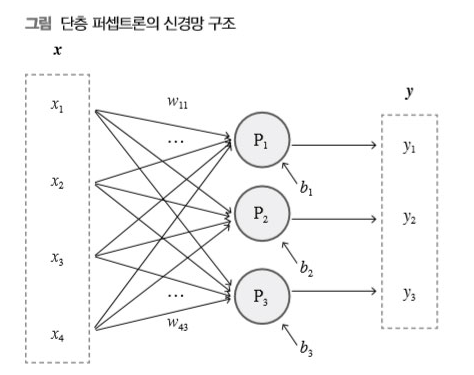 그림 단층 퍼셉트론의 신경망 구조
x
y
x₁
w₁₁
...
P₁
y₁
b₁
x₂
P₂
y₂
b₂
x₃
...
P₃
y₃
w₄₃
x₄
b₃